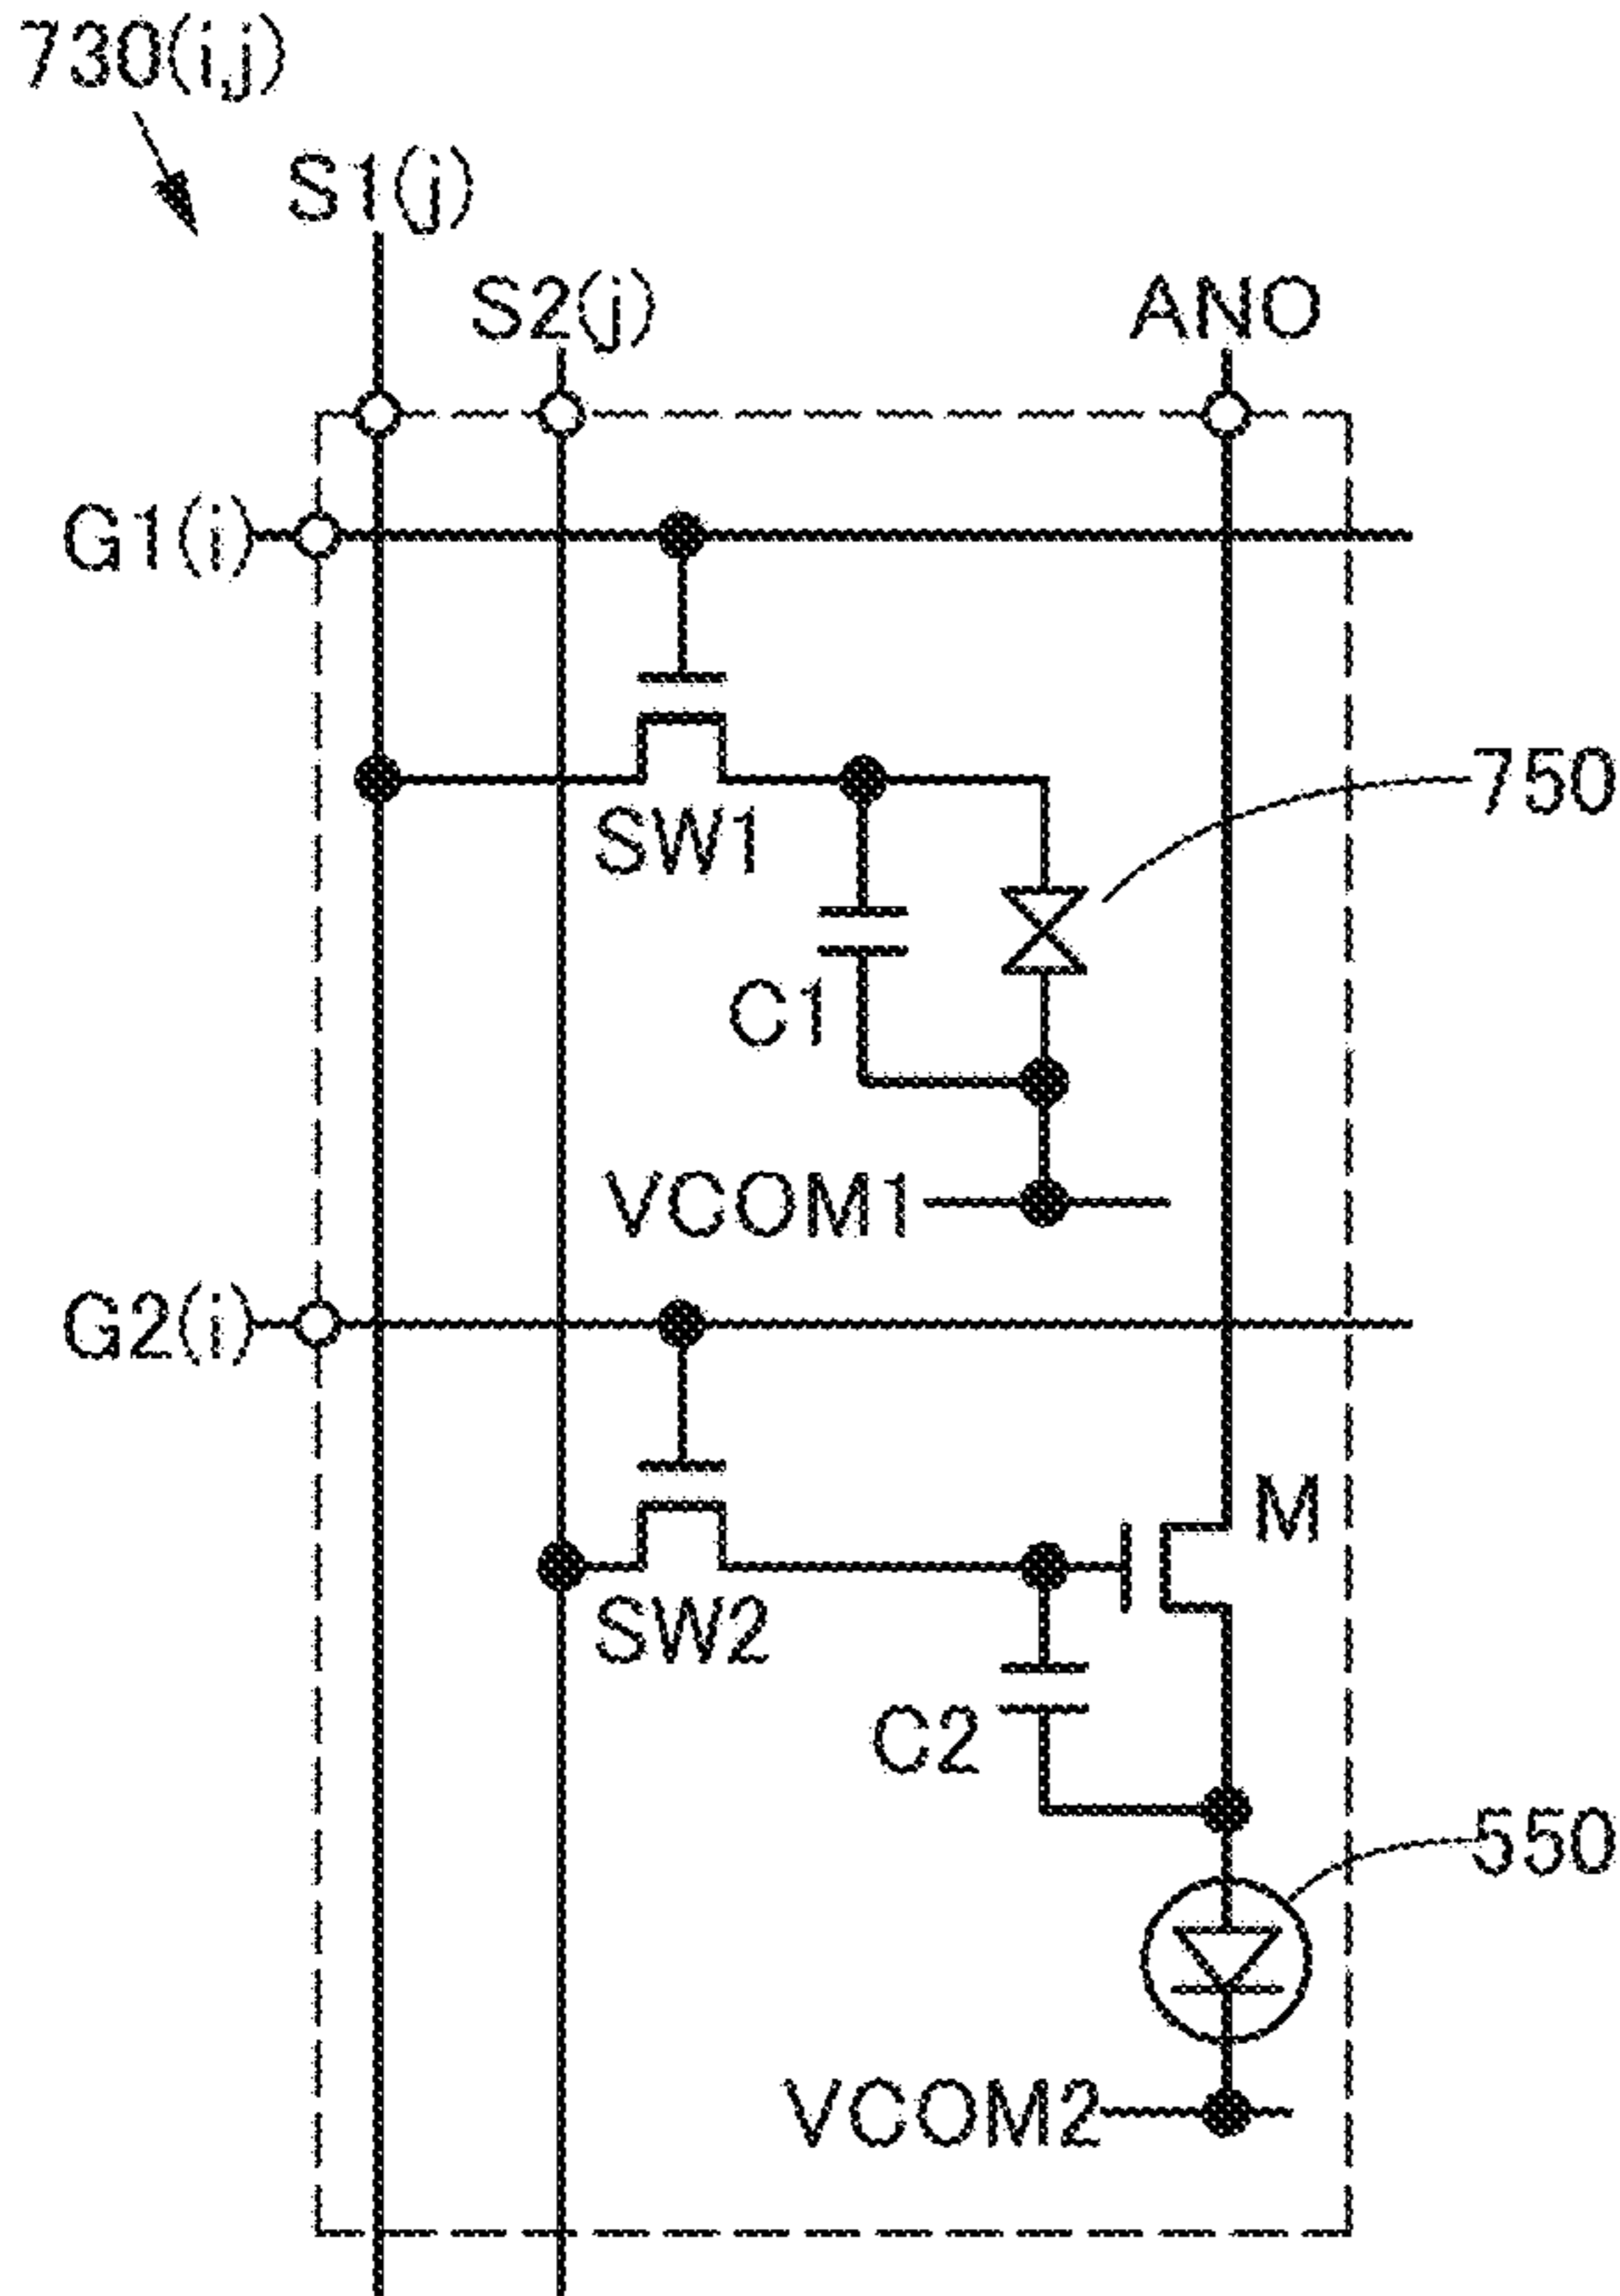 730(i,j)
S1(j)
S2(j)
ANO
G1(i)
750
SW1
C1
VCOM1
G2(i)
M
SW2
C2
550
VCOM2